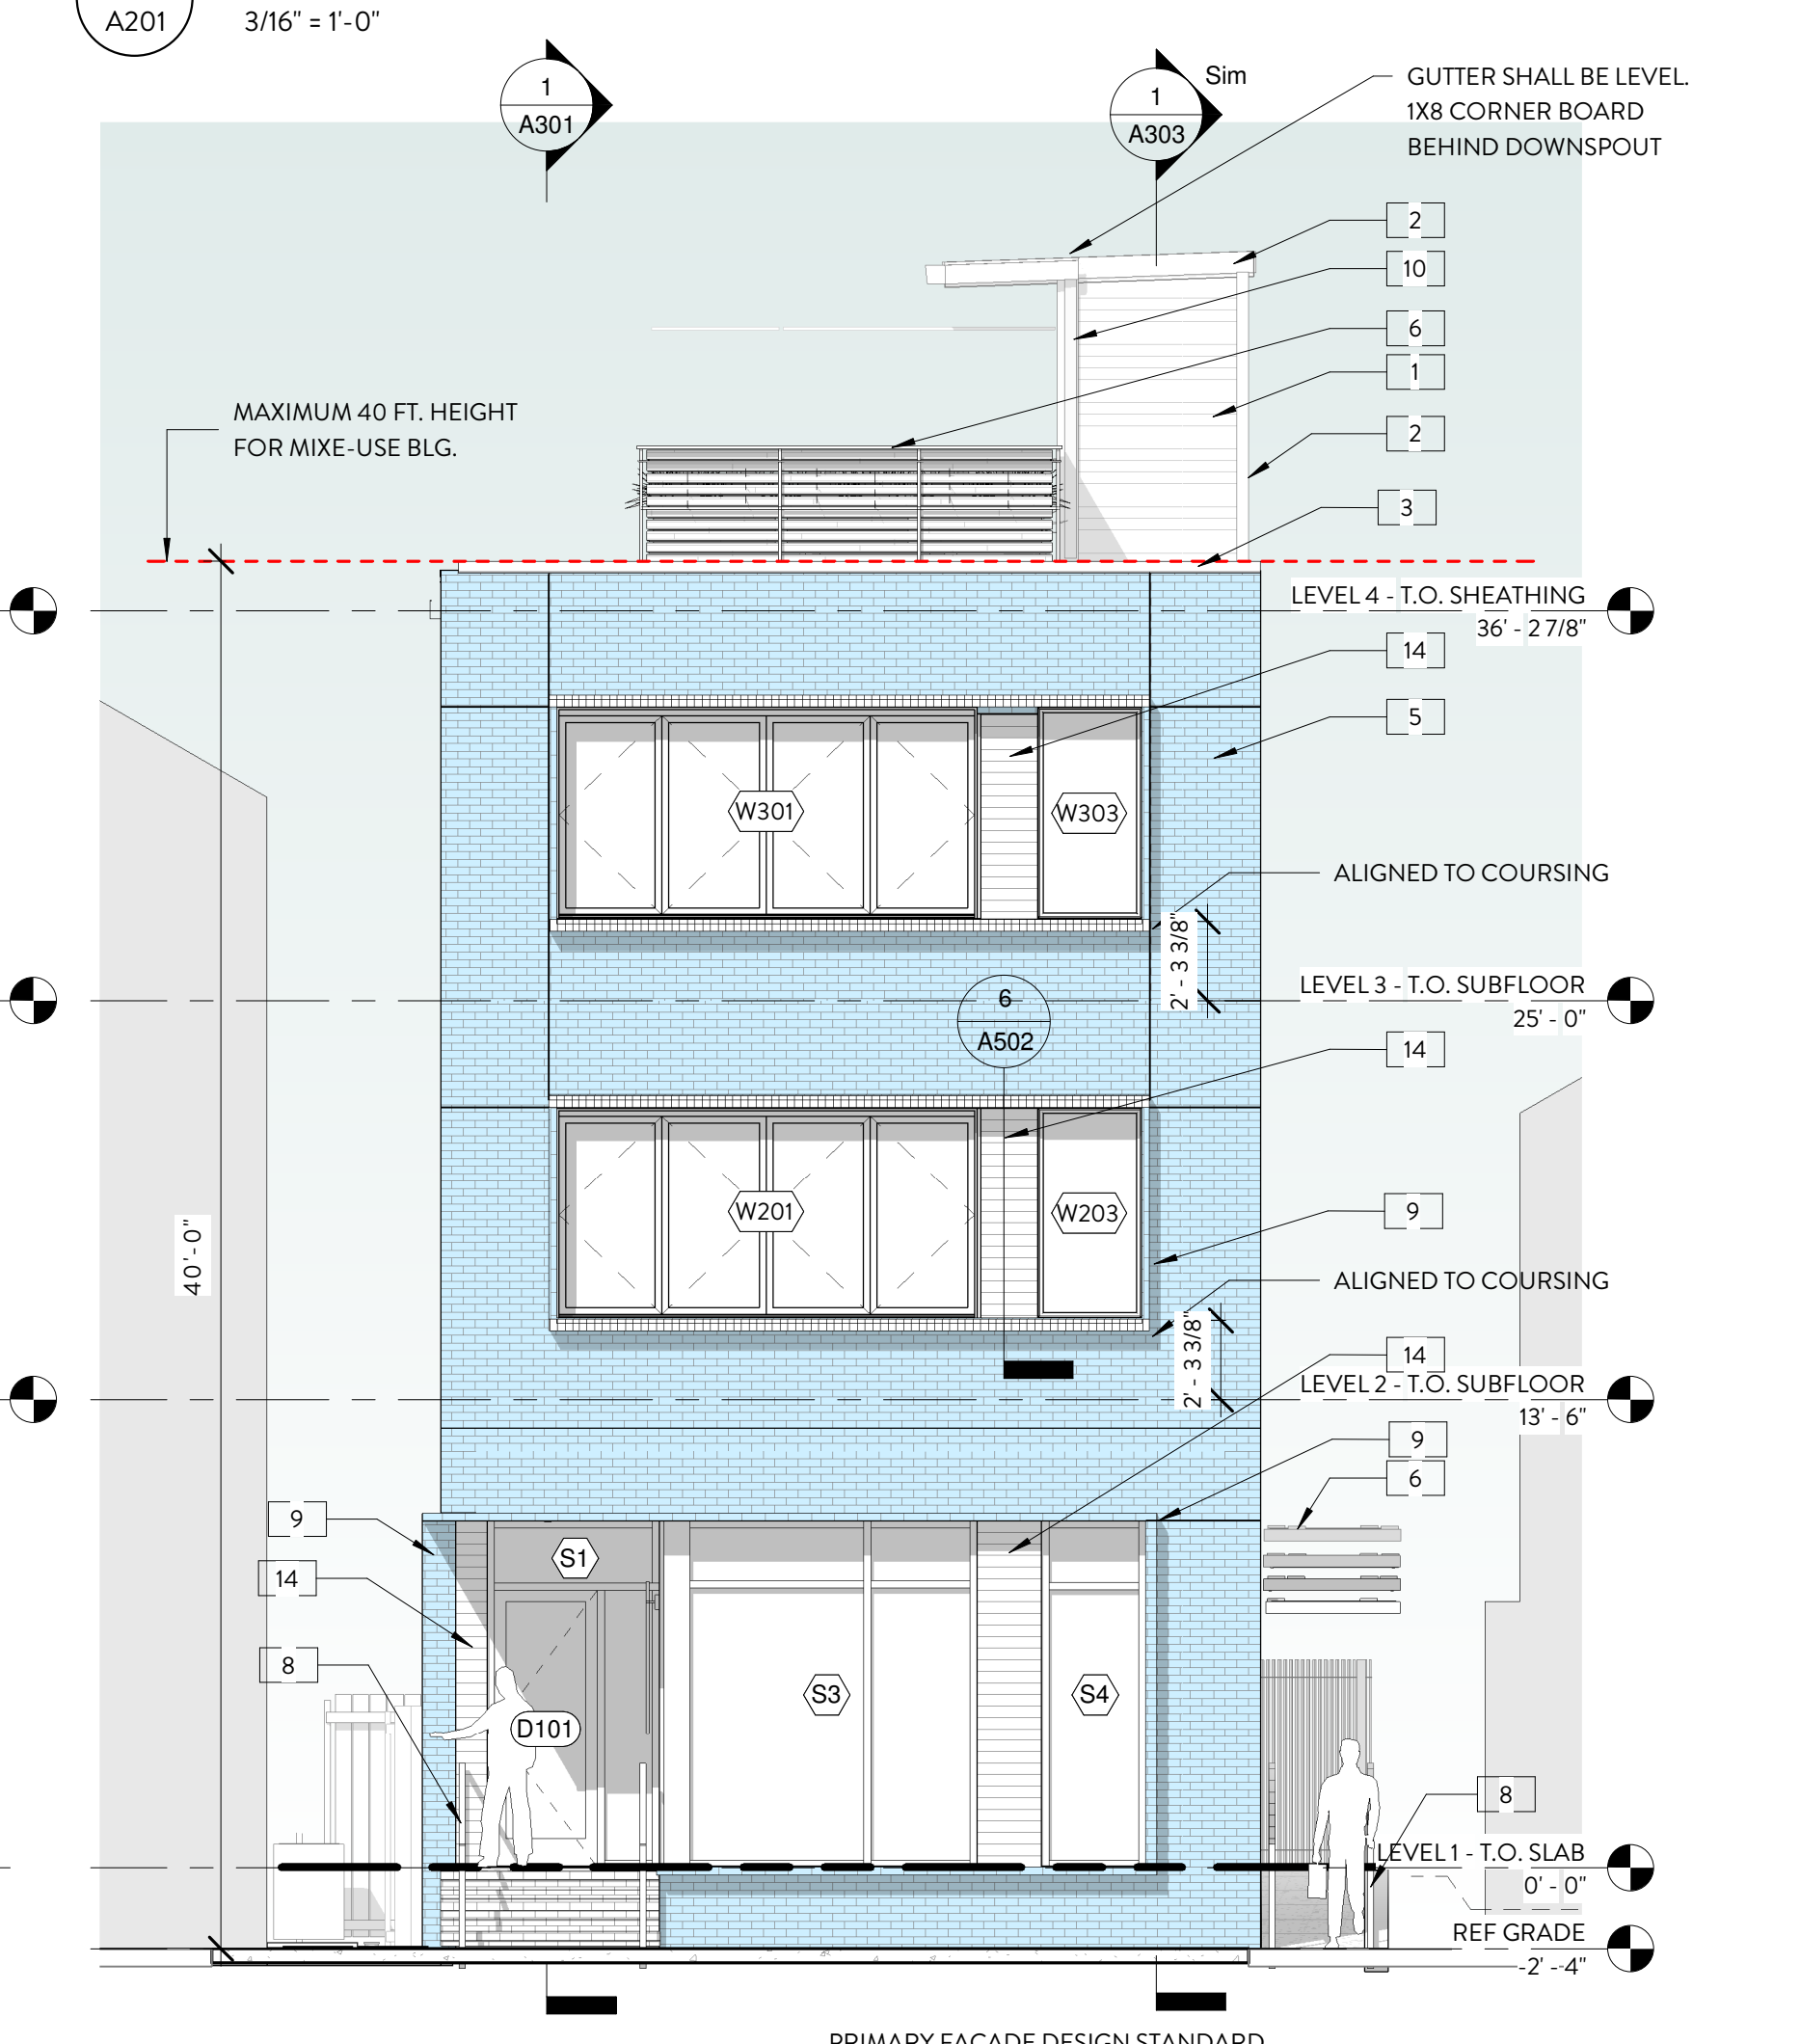 A201
3/16" = 1'-0"
1
A301
1
A303
Sim
GUTTER SHALL BE LEVEL.
1X8 CORNER BOARD
BEHIND DOWNSPOUT
2
10
6
1
2
3
MAXIMUM 40 FT. HEIGHT
FOR MIXE-USE BLG.
LEVEL 4 - T.O. SHEATHING
36' - 2 7/8"
14
5
W301
W303
ALIGNED TO COURSING
2' - 3 3/8"
LEVEL 3 - T.O. SUBFLOOR
25' - 0"
6
A502
14
W201
W203
9
40'-0"
ALIGNED TO COURSING
2' - 3 3/8"
14
LEVEL 2 - T.O. SUBFLOOR
13' - 6"
9
6
9
S1
14
8
S3
S4
D101
8
LEVEL 1 - T.O. SLAB
0' - 0"
REF GRADE
-2' - 4"
PRIMARY FACADE DESIGN STANDARD